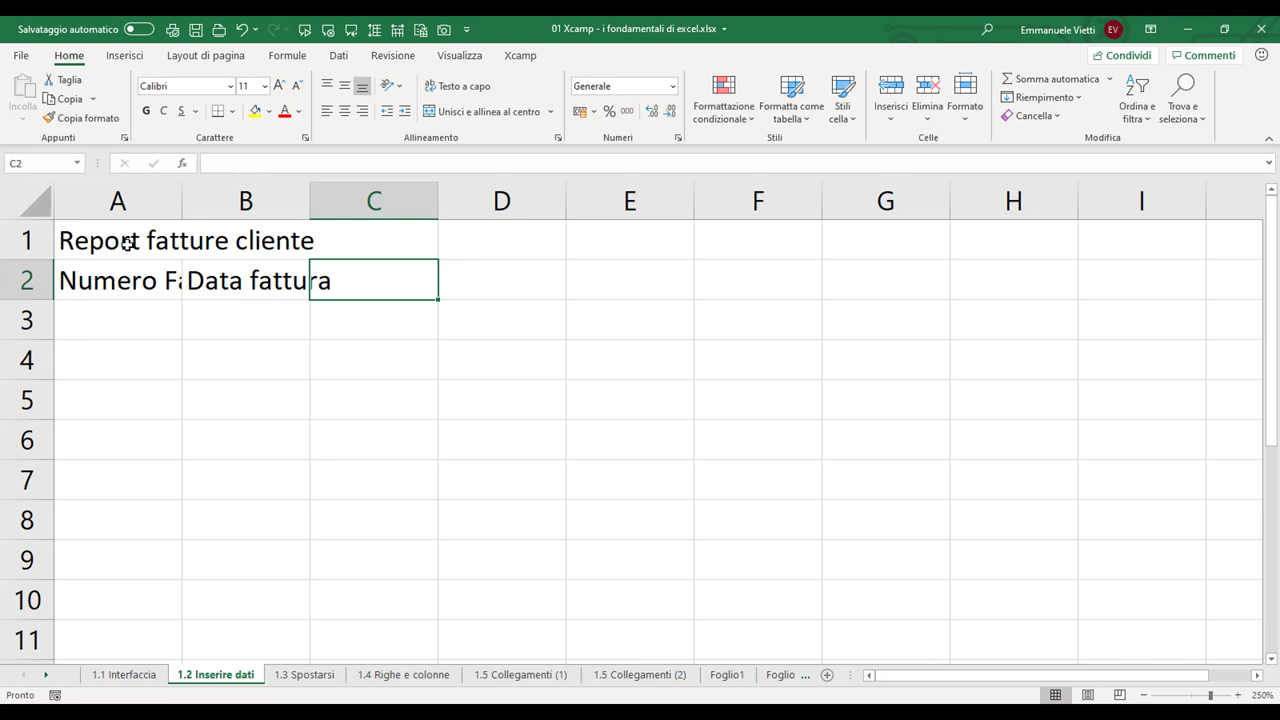 Salvataggio automatico
01 Xcamp - i fondamentali di excel.xlsx
Emmanuele Vietti EV
File Home Inserisci Layout di pagina Formule Dati Revisione Visualizza Xcamp Condividi Commenti
Incolla
Taglia
Copia
Copia formato
Appunti
Calibri 11
G C S
Carattere
Testo a capo
Unisci e allinea al centro
Allineamento
Generale
% 000
Numeri
Formattazione condizionale
Formatta come tabella
Stili cella
Stili
Inserisci
Elimina
Formato
Celle
Somma automatica
Riempimento
Cancella
Ordina e filtra
Trova e seleziona
Modifica
C2 fx
A B C D E F G H I
1 Report fatture cliente
2 Numero Fa Data fattura
3
4
5
6
7
8
9
10
11
1.1 Interfaccia 1.2 Inserire dati 1.3 Spostarsi 1.4 Righe e colonne 1.5 Collegamenti (1) 1.5 Collegamenti (2) Foglio1 Foglio ...
Pronto 250%